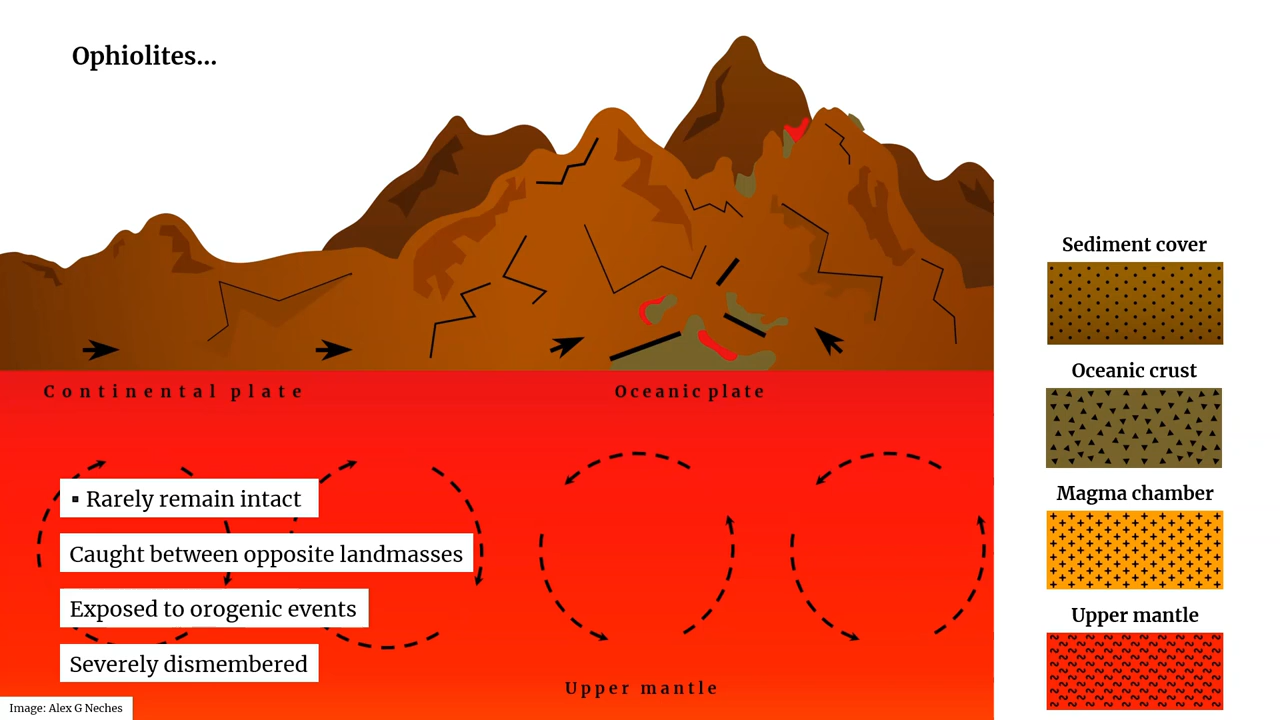 Ophiolites...
Sediment cover
Oceanic crust
Magma chamber
Upper mantle
Continental plate
Oceanic plate
▪ Rarely remain intact
Caught between opposite landmasses
Exposed to orogenic events
Severely dismembered
Upper mantle
Image: Alex G Neches